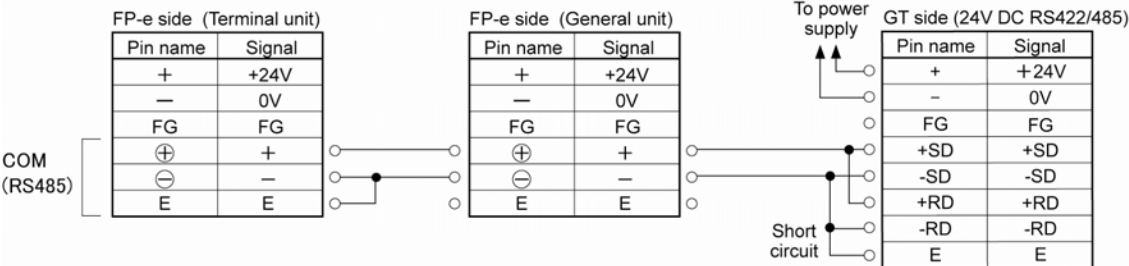 FP-e side (Terminal unit)
Pin name Signal
+ +24V
− 0V
FG FG
⊕ +
⊖ −
E E
COM
(RS485)
FP-e side (General unit)
Pin name Signal
+ +24V
− 0V
FG FG
⊕ +
⊖ −
E E
To power
supply
Short
circuit
GT side (24V DC RS422/485)
Pin name Signal
+ +24V
− 0V
FG FG
+SD +SD
-SD -SD
+RD +RD
-RD -RD
E E